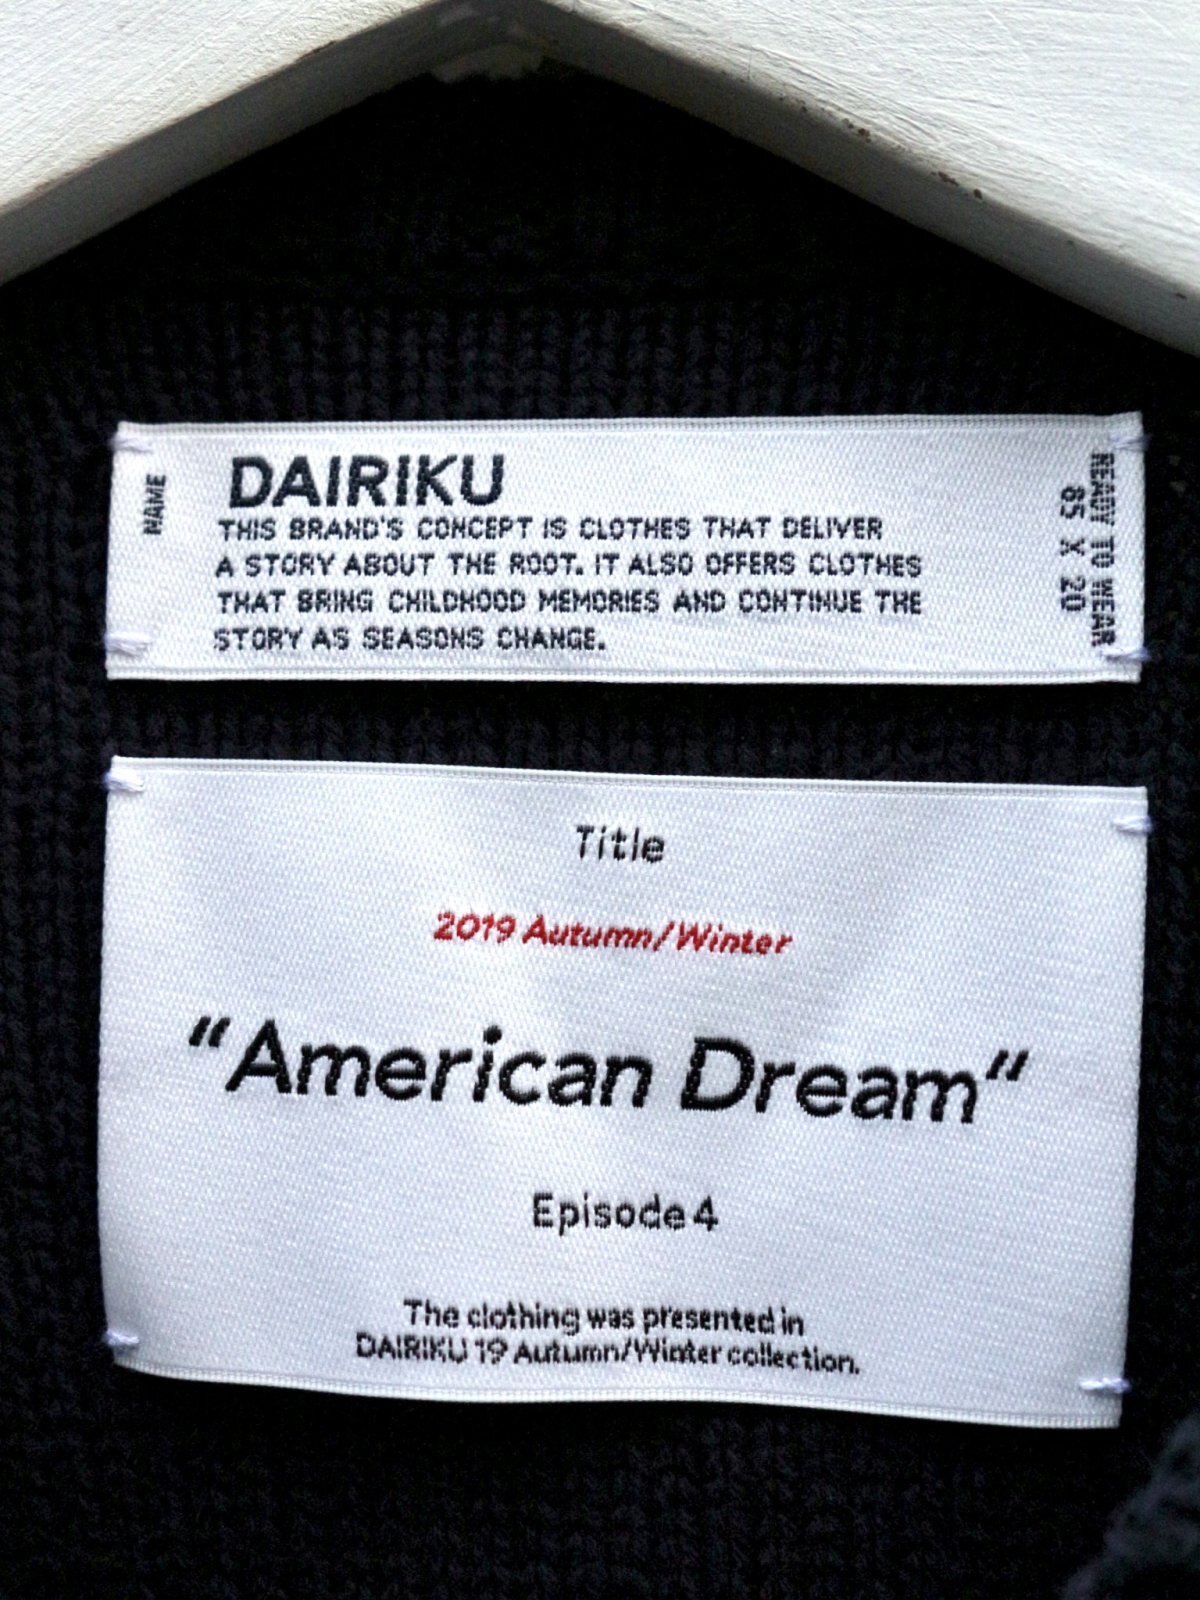 NAME
DAIRIKU
THIS BRAND'S CONCEPT IS CLOTHES THAT DELIVER
A STORY ABOUT THE ROOT. IT ALSO OFFERS CLOTHES
THAT BRING CHILDHOOD MEMORIES AND CONTINUE THE
STORY AS SEASONS CHANGE.
READY TO WEAR
65 X 20
Title
2019 Autumn/Winter
“American Dream“
Episode 4
The clothing was presented in
DAIRIKU 19 Autumn/Winter collection.